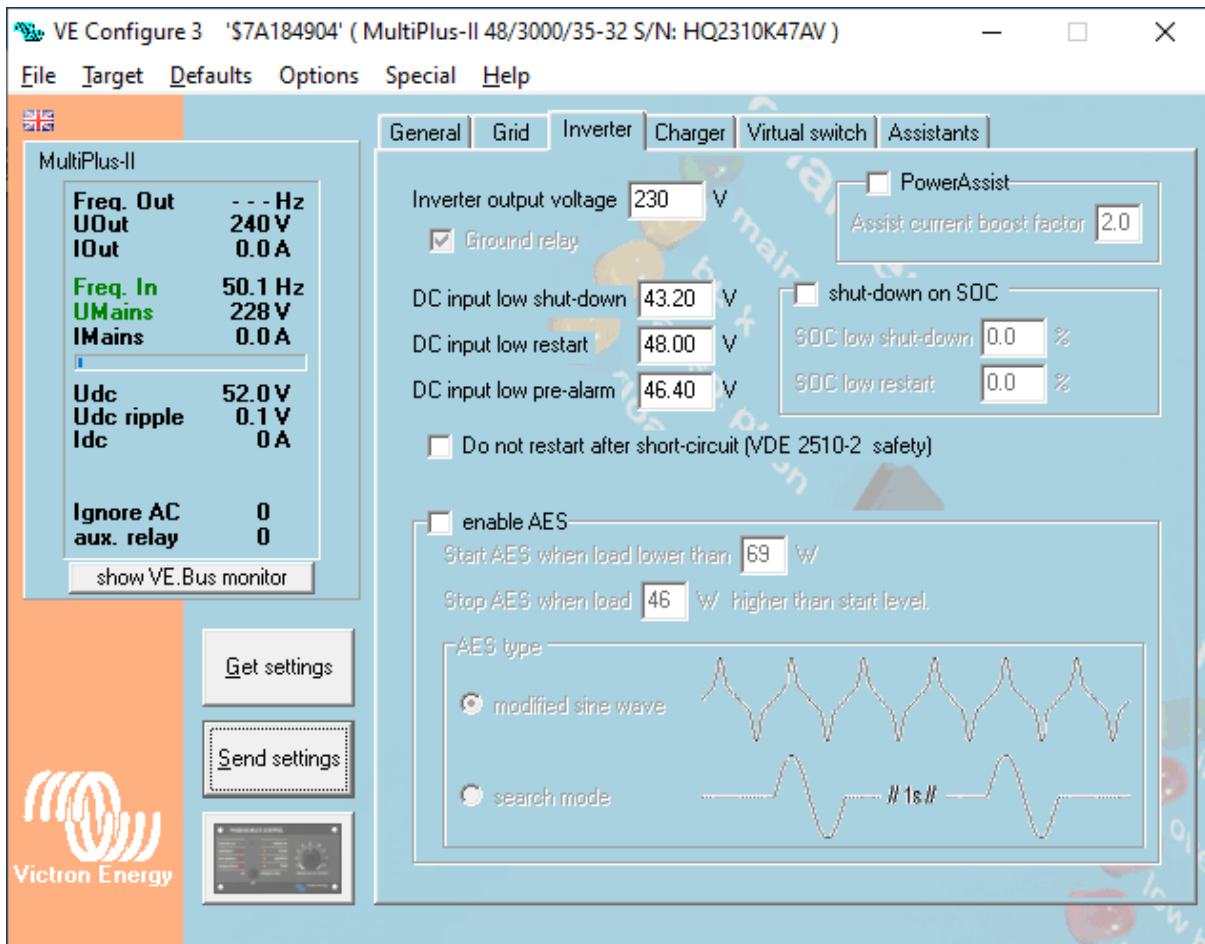 VE Configure 3 '$7A184904' ( MultiPlus-II 48/3000/35-32 S/N: HQ2310K47AV )
File Target Defaults Options Special Help
General Grid Inverter Charger Virtual switch Assistants
MultiPlus-II
Freq. Out - - - Hz
UOut 240 V
IOut 0.0 A
Freq. In 50.1 Hz
UMains 228 V
IMains 0.0 A
Udc 52.0 V
Udc ripple 0.1 V
Idc 0 A
Ignore AC 0
aux. relay 0
show VE.Bus monitor
Get settings
Send settings
Victron Energy
Inverter output voltage 230 V
Ground relay
PowerAssist
Assist current boost factor 2.0
DC input low shut-down 43.20 V
DC input low restart 48.00 V
DC input low pre-alarm 46.40 V
shut-down on SOC
SOC low shut-down 0.0 %
SOC low restart 0.0 %
Do not restart after short-circuit (VDE 2510-2 safety)
enable AES
Start AES when load lower than 69 W
Stop AES when load 46 W higher than start level.
AES type
modified sine wave
search mode
// 1s //